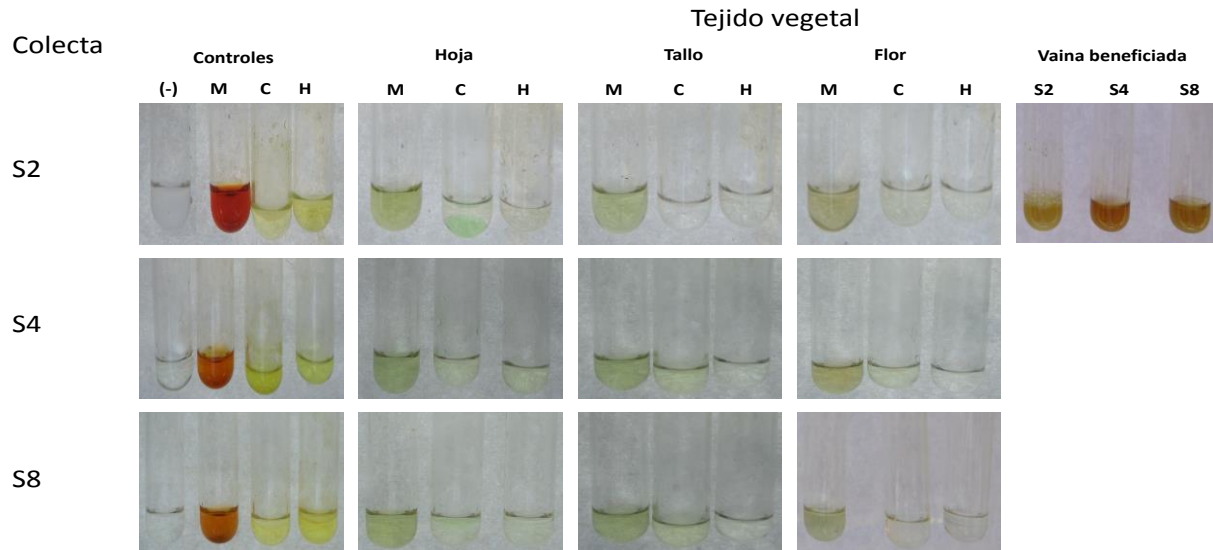 Tejido vegetal
Colecta
Controles Hoja Tallo Flor Vaina beneficiada
(-) M C H M C H M C H M C H S2 S4 S8
S2
S4
S8